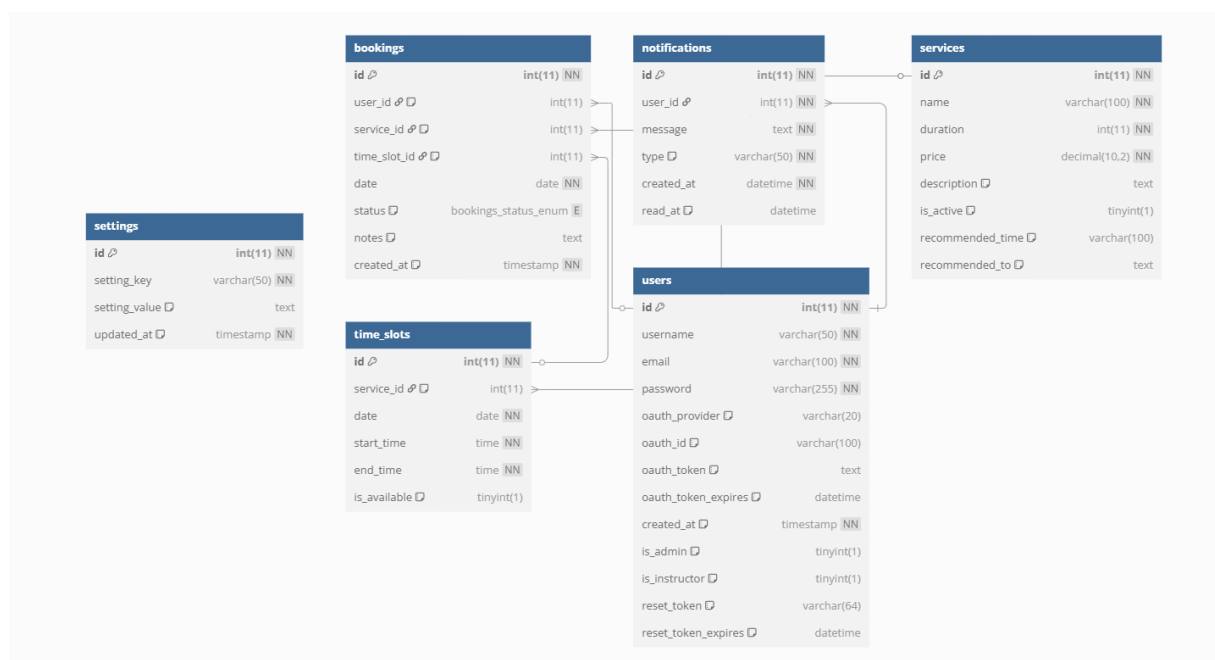 bookings
id int(11) NN
user_id int(11)
service_id int(11)
time_slot_id int(11)
date date NN
status bookings_status_enum E
notes text
created_at timestamp NN
notifications
id int(11) NN
user_id int(11) NN
message text NN
type varchar(50) NN
created_at datetime NN
read_at datetime
services
id int(11) NN
name varchar(100) NN
duration int(11) NN
price decimal(10,2) NN
description text
is_active tinyint(1)
recommended_time varchar(100)
recommended_to text
settings
id int(11) NN
setting_key varchar(50) NN
setting_value text
updated_at timestamp NN
time_slots
id int(11) NN
service_id int(11)
date date NN
start_time time NN
end_time time NN
is_available tinyint(1)
users
id int(11) NN
username varchar(50) NN
email varchar(100) NN
password varchar(255) NN
oauth_provider varchar(20)
oauth_id varchar(100)
oauth_token text
oauth_token_expires datetime
created_at timestamp NN
is_admin tinyint(1)
is_instructor tinyint(1)
reset_token varchar(64)
reset_token_expires datetime